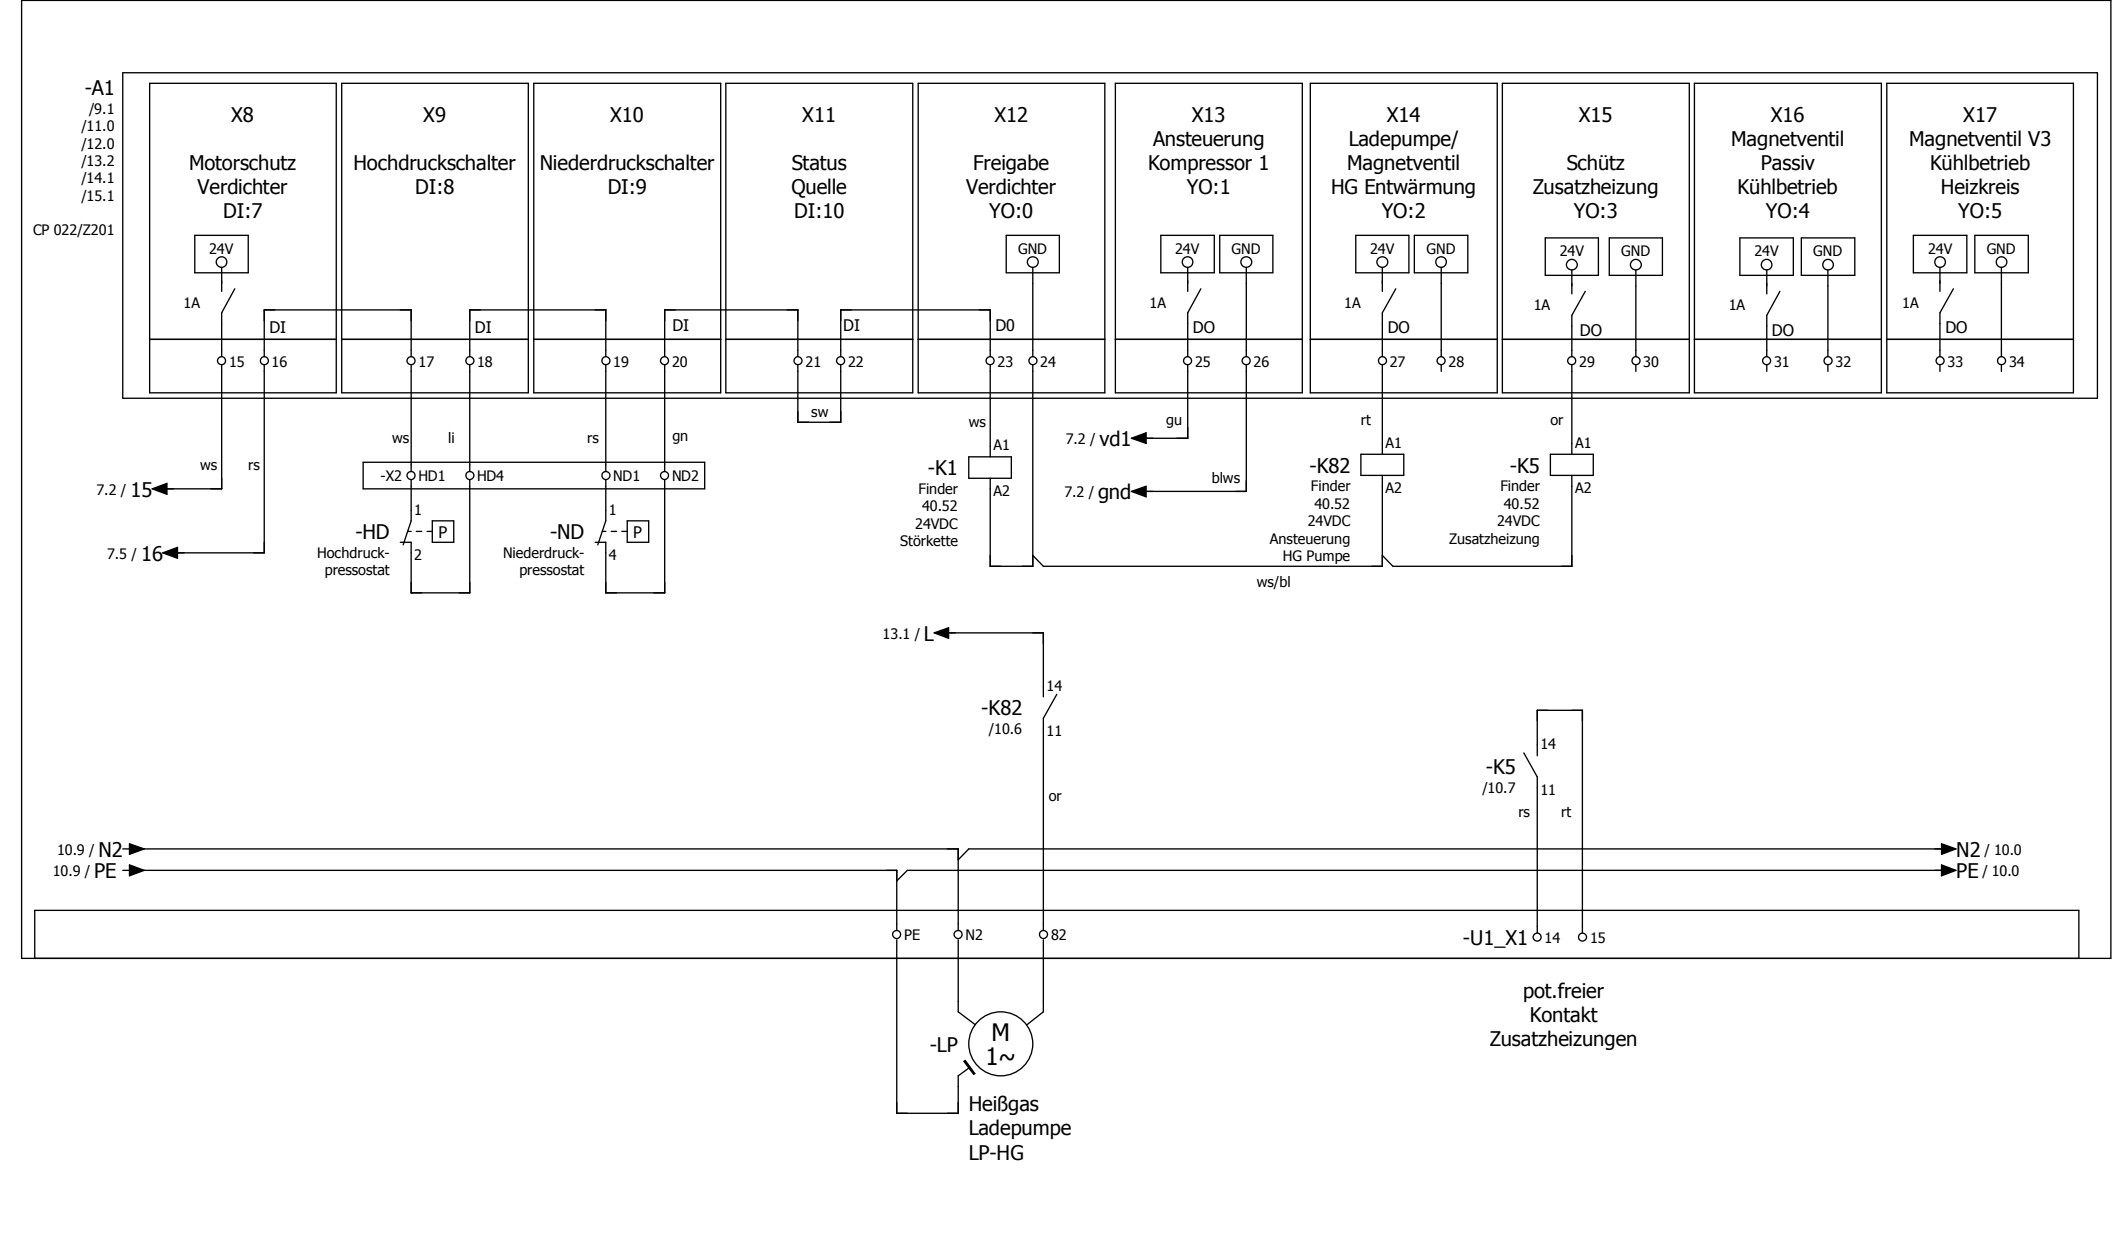 -A1
/9.1
/11.0
/12.0
/13.2
/14.1
/15.1
CP 022/Z201
X8
Motorschutz
Verdichter
DI:7
24V
1A
DI
15
16
X9
Hochdruckschalter
DI:8
DI
17
18
X10
Niederdruckschalter
DI:9
DI
19
20
X11
Status
Quelle
DI:10
DI
21
22
X12
Freigabe
Verdichter
YO:0
GND
D0
23
24
X13
Ansteuerung
Kompressor 1
YO:1
24V
GND
1A
DO
25
26
X14
Ladepumpe/
Magnetventil
HG Entwärmung
YO:2
24V
GND
1A
DO
27
28
X15
Schütz
Zusatzheizung
YO:3
24V
GND
1A
DO
29
30
X16
Magnetventil
Passiv
Kühlbetrieb
YO:4
24V
GND
1A
DO
31
32
X17
Magnetventil V3
Kühlbetrieb
Heizkreis
YO:5
24V
GND
1A
DO
33
34
ws
rs
7.2 / 15
7.5 / 16
ws
li
rs
gn
-X2
HD1
HD4
ND1
ND2
-HD
Hochdruck-
pressostat
1
P
2
-ND
Niederdruck-
pressostat
1
P
4
sw
ws
A1
-K1
A2
Finder
40.52
24VDC
Störkette
gu
7.2 / vd1
blws
7.2 / gnd
rt
A1
-K82
A2
Finder
40.52
24VDC
Ansteuerung
HG Pumpe
or
A1
-K5
A2
Finder
40.52
24VDC
Zusatzheizung
ws/bl
13.1 / L
14
-K82
/10.6
11
or
14
-K5
/10.7
11
rs
rt
10.9 / N2
10.9 / PE
N2 / 10.0
PE / 10.0
PE
N2
82
-U1_X1
14
15
pot.freier
Kontakt
Zusatzheizungen
-LP
M
1~
Heißgas
Ladepumpe
LP-HG